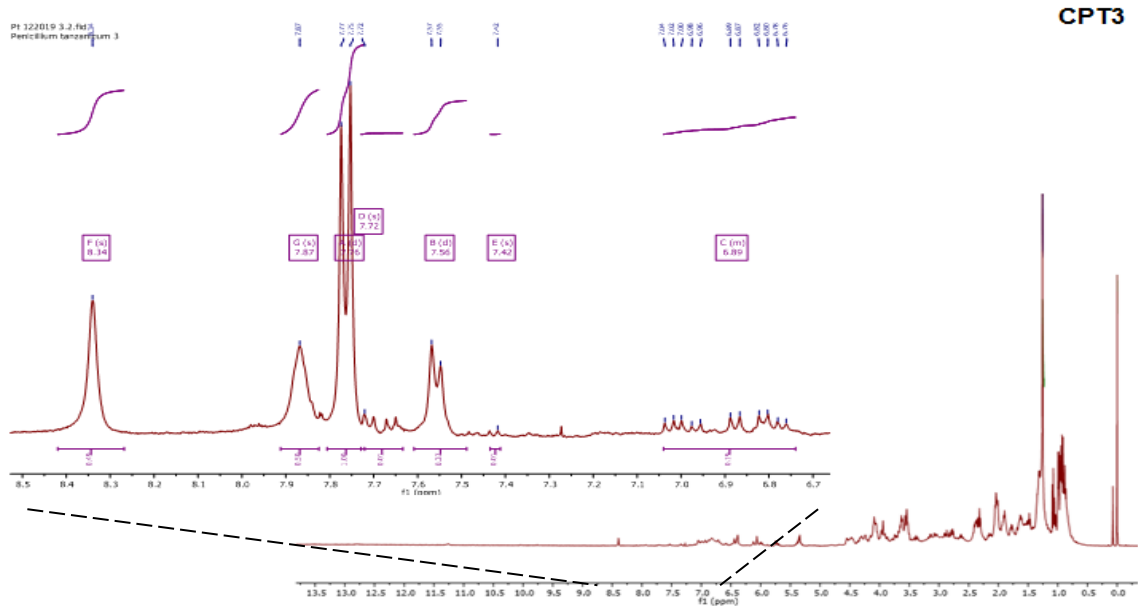 CPT3
Pt 122019 3.2.fid
8.34 7.87 7.77 7.75 7.72 7.57 7.55 7.42 7.04 7.02 7.00 6.98 6.96 6.89 6.87 6.82 6.80 6.78 6.76
Penicillium 3
D (s)
7.72
F (s)
8.34
G (s)
7.87
A (d)
7.76
B (d)
7.56
E (s)
7.42
C (m)
6.89
8.5 8.4 8.3 8.2 8.1 8.0 7.9 7.8 7.7 7.6 7.5 7.4 7.3 7.2 7.1 7.0 6.9 6.8 6.7
f1 (ppm)
13.5 13.0 12.5 12.0 11.5 11.0 10.5 10.0 9.5 9.0 8.5 8.0 7.5 7.0 6.5 6.0 5.5 5.0 4.5 4.0 3.5 3.0 2.5 2.0 1.5 1.0 0.5 0.0
f1 (ppm)